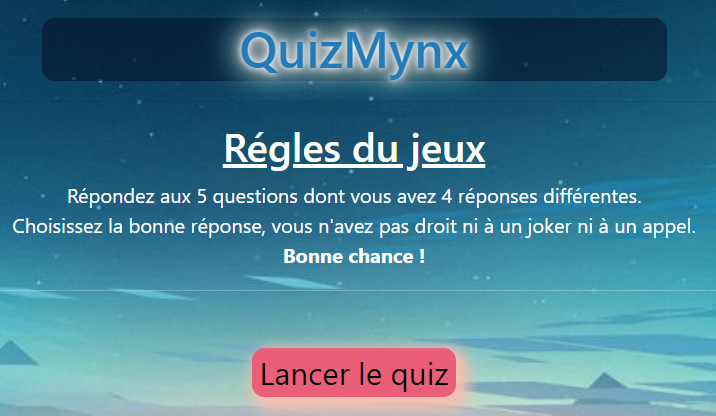 QuizMynx
Régles du jeux
Répondez aux 5 questions dont vous avez 4 réponses différentes.
Choisissez la bonne réponse, vous n'avez pas droit ni à un joker ni à un appel.
Bonne chance !
Lancer le quiz